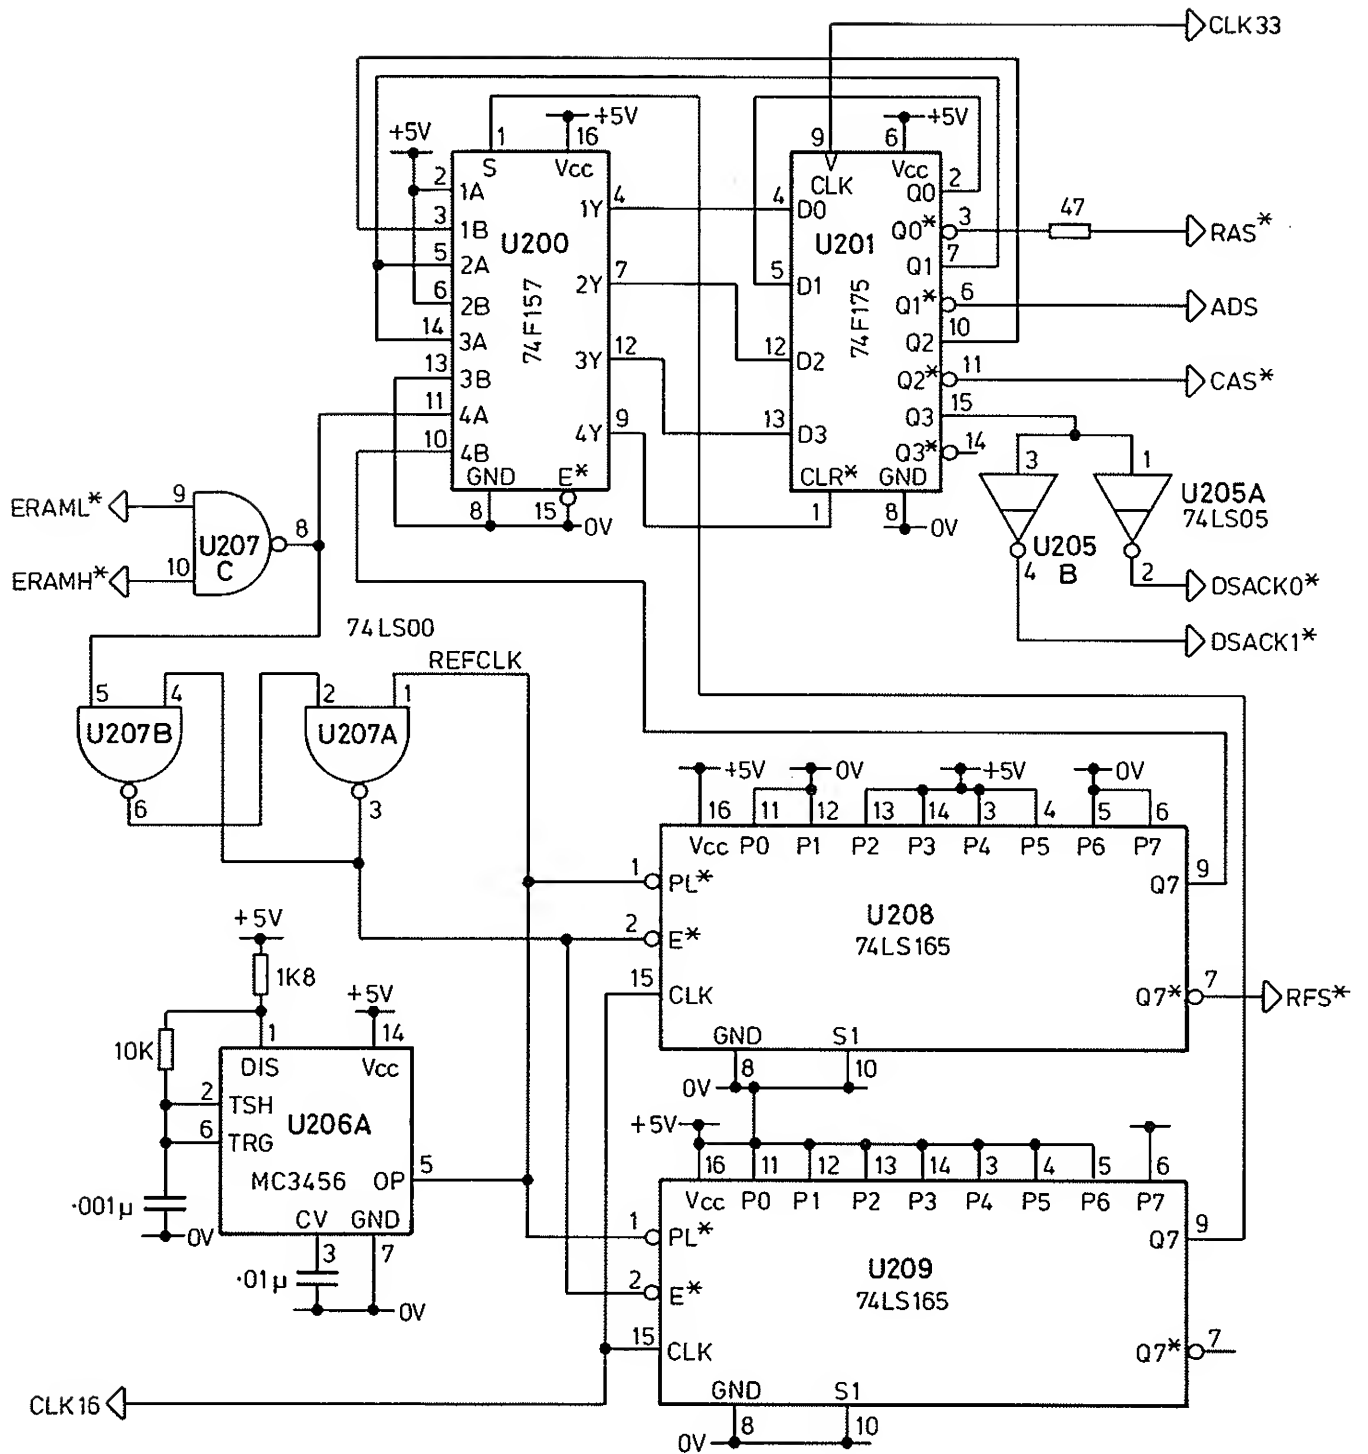 CLK33
+5V
+5V
+5V
1
16
9
6
S
Vcc
V
CLK
Vcc
2
1A
3
1B
5
2A
6
2B
14
3A
13
3B
11
4A
10
4B
U200
74F157
1Y
4
2Y
7
3Y
12
4Y
9
GND
E*
8
15
0V
4
D0
5
D1
12
D2
13
D3
U201
74F175
Q0
2
Q0*
3
Q1
7
Q1*
6
Q2
10
Q2*
11
Q3
15
Q3*
14
CLR*
GND
1
8
0V
47
RAS*
ADS
CAS*
3
1
U205A
74LS05
U205
B
4
2
DSACK0*
DSACK1*
ERAML*
9
ERAMH*
10
U207
C
8
74LS00
REFCLK
5
4
2
1
U207B
U207A
6
3
+5V
0V
+5V
0V
16
11
12
13
14
3
4
5
6
Vcc
P0
P1
P2
P3
P4
P5
P6
P7
1
PL*
2
E*
15
CLK
U208
74LS165
Q7
9
Q7*
7
RFS*
GND
S1
8
10
0V
+5V
1K8
+5V
10K
1
14
DIS
Vcc
2
TSH
6
TRG
U206A
MC3456
OP
5
CV
GND
3
7
.001µ
0V
.01µ
0V
+5V
16
11
12
13
14
3
4
5
6
Vcc
P0
P1
P2
P3
P4
P5
P6
P7
1
PL*
2
E*
15
CLK
U209
74LS165
Q7
9
Q7*
7
GND
S1
8
10
0V
CLK16